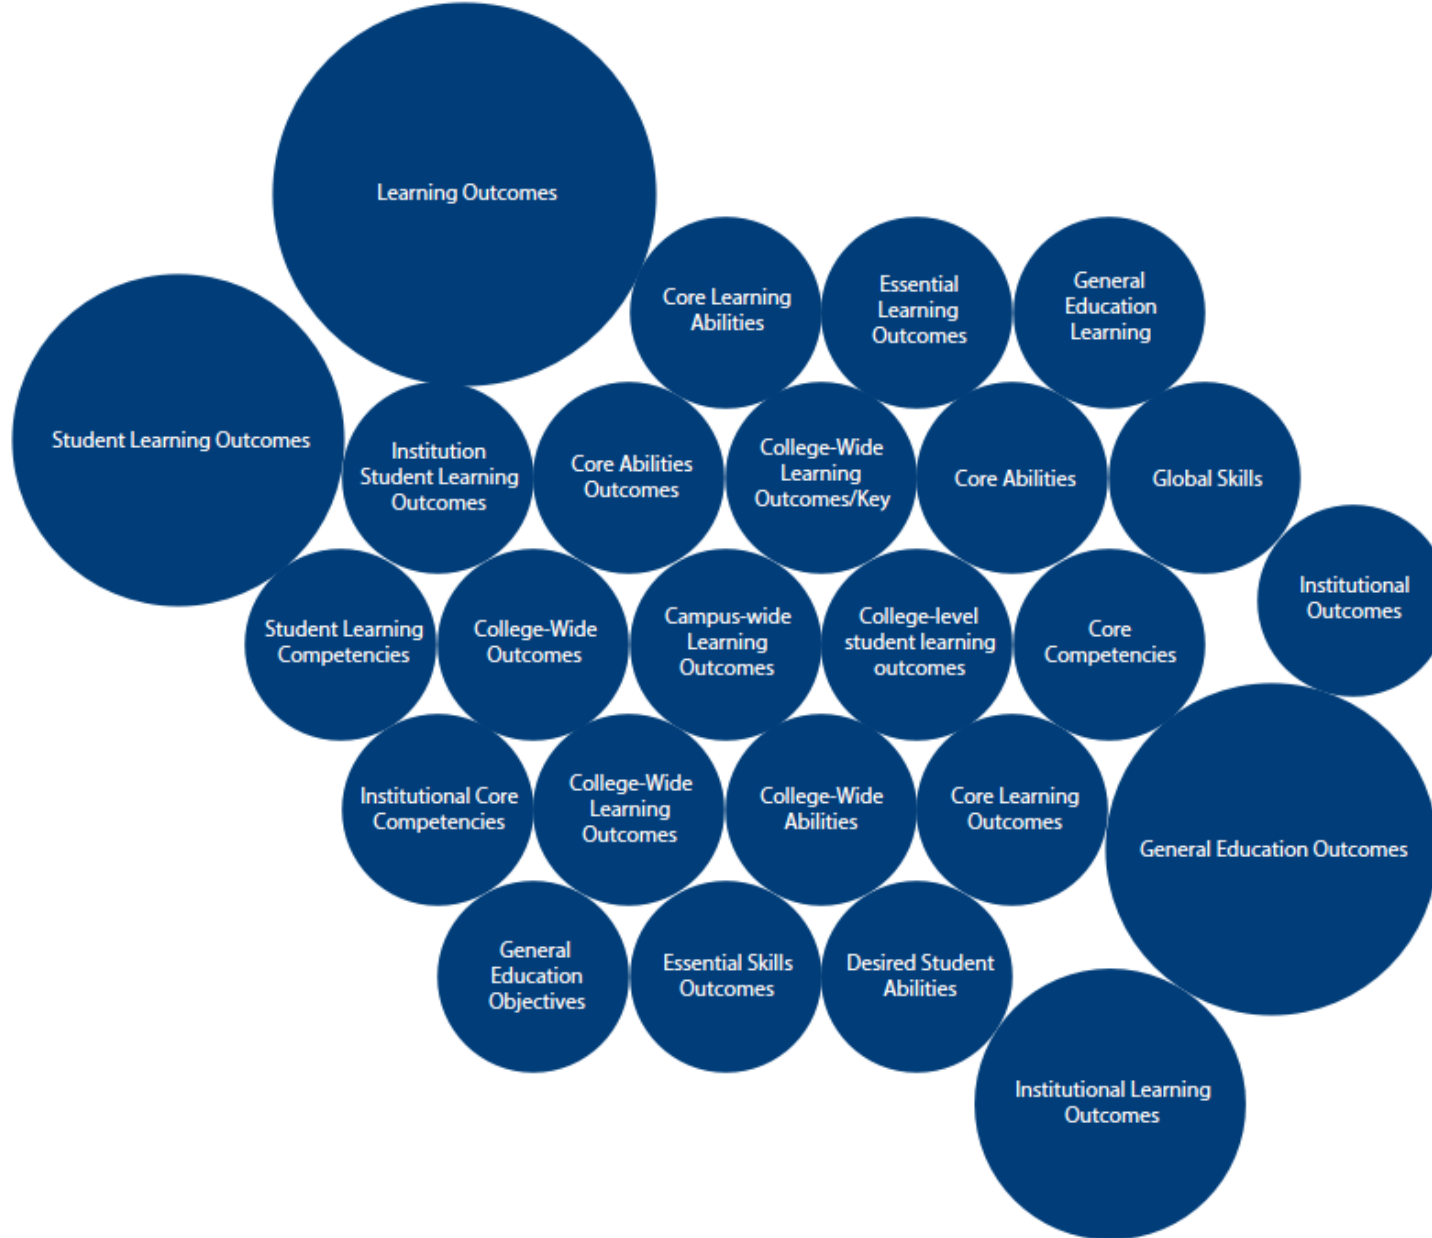 Learning Outcomes
Core Learning
Abilities
Essential
Learning
Outcomes
General
Education
Learning
Student Learning Outcomes
Institution
Student Learning
Outcomes
Core Abilities
Outcomes
College-Wide
Learning
Outcomes/Key
Core Abilities
Global Skills
Institutional
Outcomes
Student Learning
Competencies
College-Wide
Outcomes
Campus-wide
Learning
Outcomes
College-level
student learning
outcomes
Core
Competencies
Institutional Core
Competencies
College-Wide
Learning
Outcomes
College-Wide
Abilities
Core Learning
Outcomes
General Education Outcomes
General
Education
Objectives
Essential Skills
Outcomes
Desired Student
Abilities
Institutional Learning
Outcomes